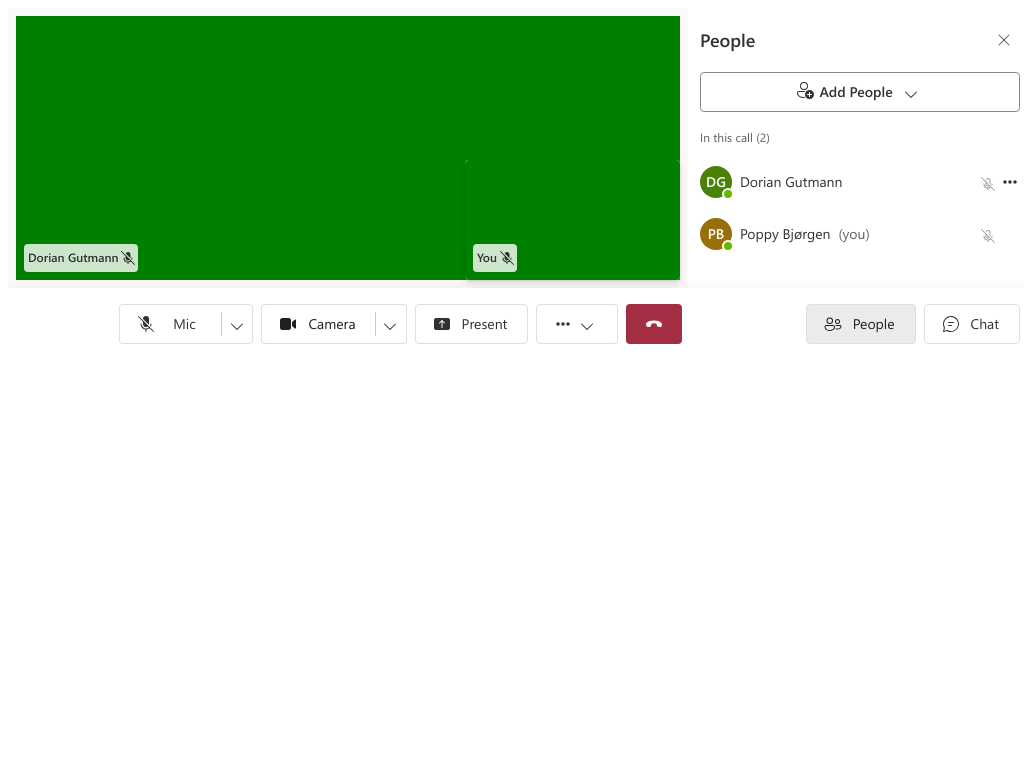 People
Add People
In this call (2)
DG Dorian Gutmann
PB Poppy Bjørgen (you)
Dorian Gutmann
You
Mic
Camera
Present
People
Chat